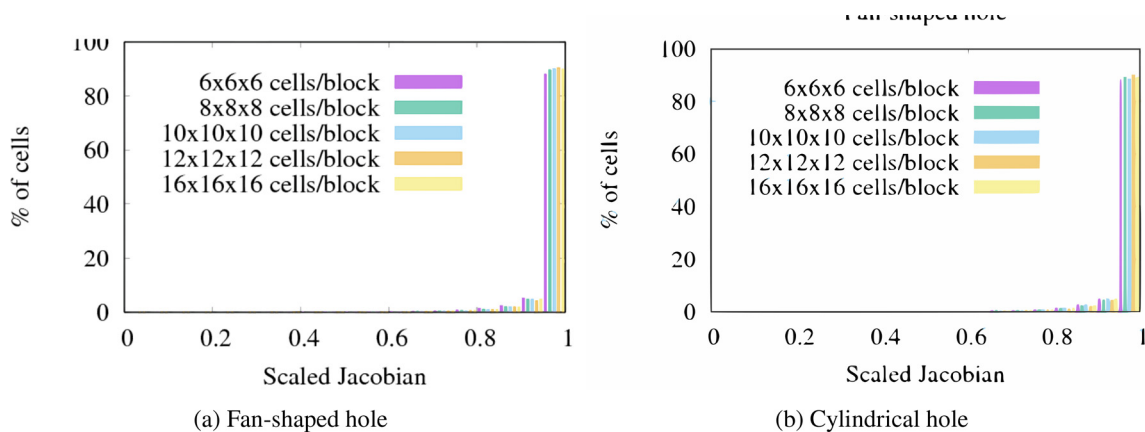 Fan-shaped hole
100
80
60
40
20
0
% of cells
6x6x6 cells/block
8x8x8 cells/block
10x10x10 cells/block
12x12x12 cells/block
16x16x16 cells/block
0 0.2 0.4 0.6 0.8 1
Scaled Jacobian
(a) Fan-shaped hole
100
80
60
40
20
0
% of cells
6x6x6 cells/block
8x8x8 cells/block
10x10x10 cells/block
12x12x12 cells/block
16x16x16 cells/block
0 0.2 0.4 0.6 0.8 1
Scaled Jacobian
(b) Cylindrical hole